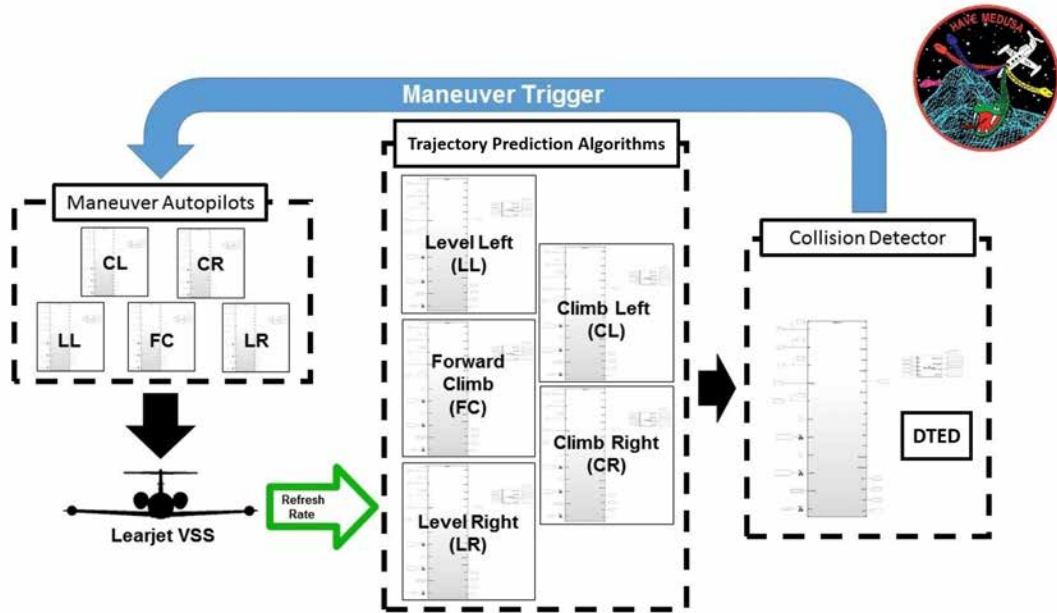 HAVE MEDUSA
Maneuver Trigger
Trajectory Prediction Algorithms
Maneuver Autopilots
Collision Detector
CL
CR
LL
FC
LR
Level Left
(LL)
Climb Left
(CL)
Forward
Climb
(FC)
Climb Right
(CR)
Level Right
(LR)
DTED
Refresh
Rate
Learjet VSS